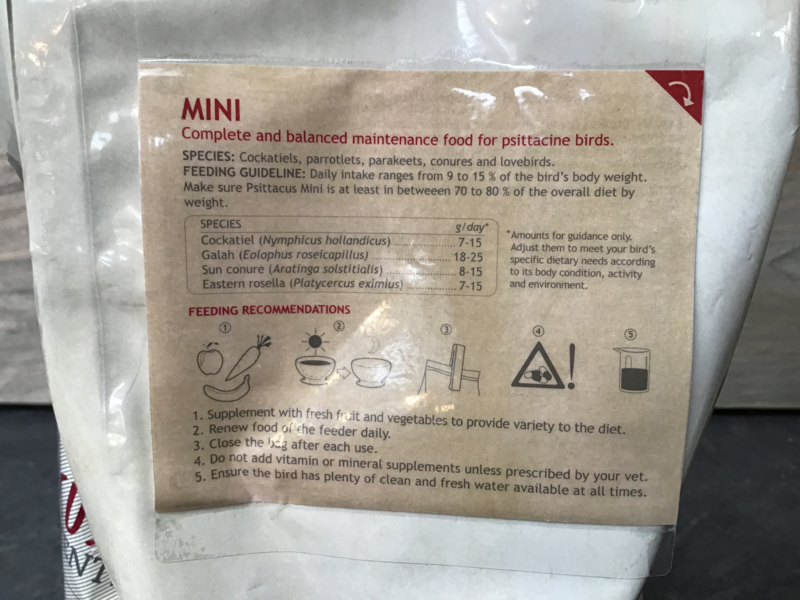 MINI
Complete and balanced maintenance food for psittacine birds.
SPECIES: Cockatiels, parrotlets, parakeets, conures and lovebirds.
FEEDING GUIDELINE: Daily intake ranges from 9 to 15 % of the bird's body weight.
Make sure Psittacus Mini is at least in betweeen 70 to 80 % of the overall diet by
weight.
SPECIES g/day*
Cockatiel (Nymphicus hollandicus) 7-15
Galah (Eolophus roseicapillus) 18-25
Sun conure (Aratinga solstitialis) 8-15
Eastern rosella (Platycercus eximius) 7-15
*Amounts for guidance only.
Adjust them to meet your bird's
specific dietary needs according
to its body condition, activity
and environment.
FEEDING RECOMMENDATIONS
1 2 3 4 5
1. Supplement with fresh fruit and vegetables to provide variety to the diet.
2. Renew food of the feeder daily.
3. Close the bag after each use.
4. Do not add vitamin or mineral supplements unless prescribed by your vet.
5. Ensure the bird has plenty of clean and fresh water available at all times.